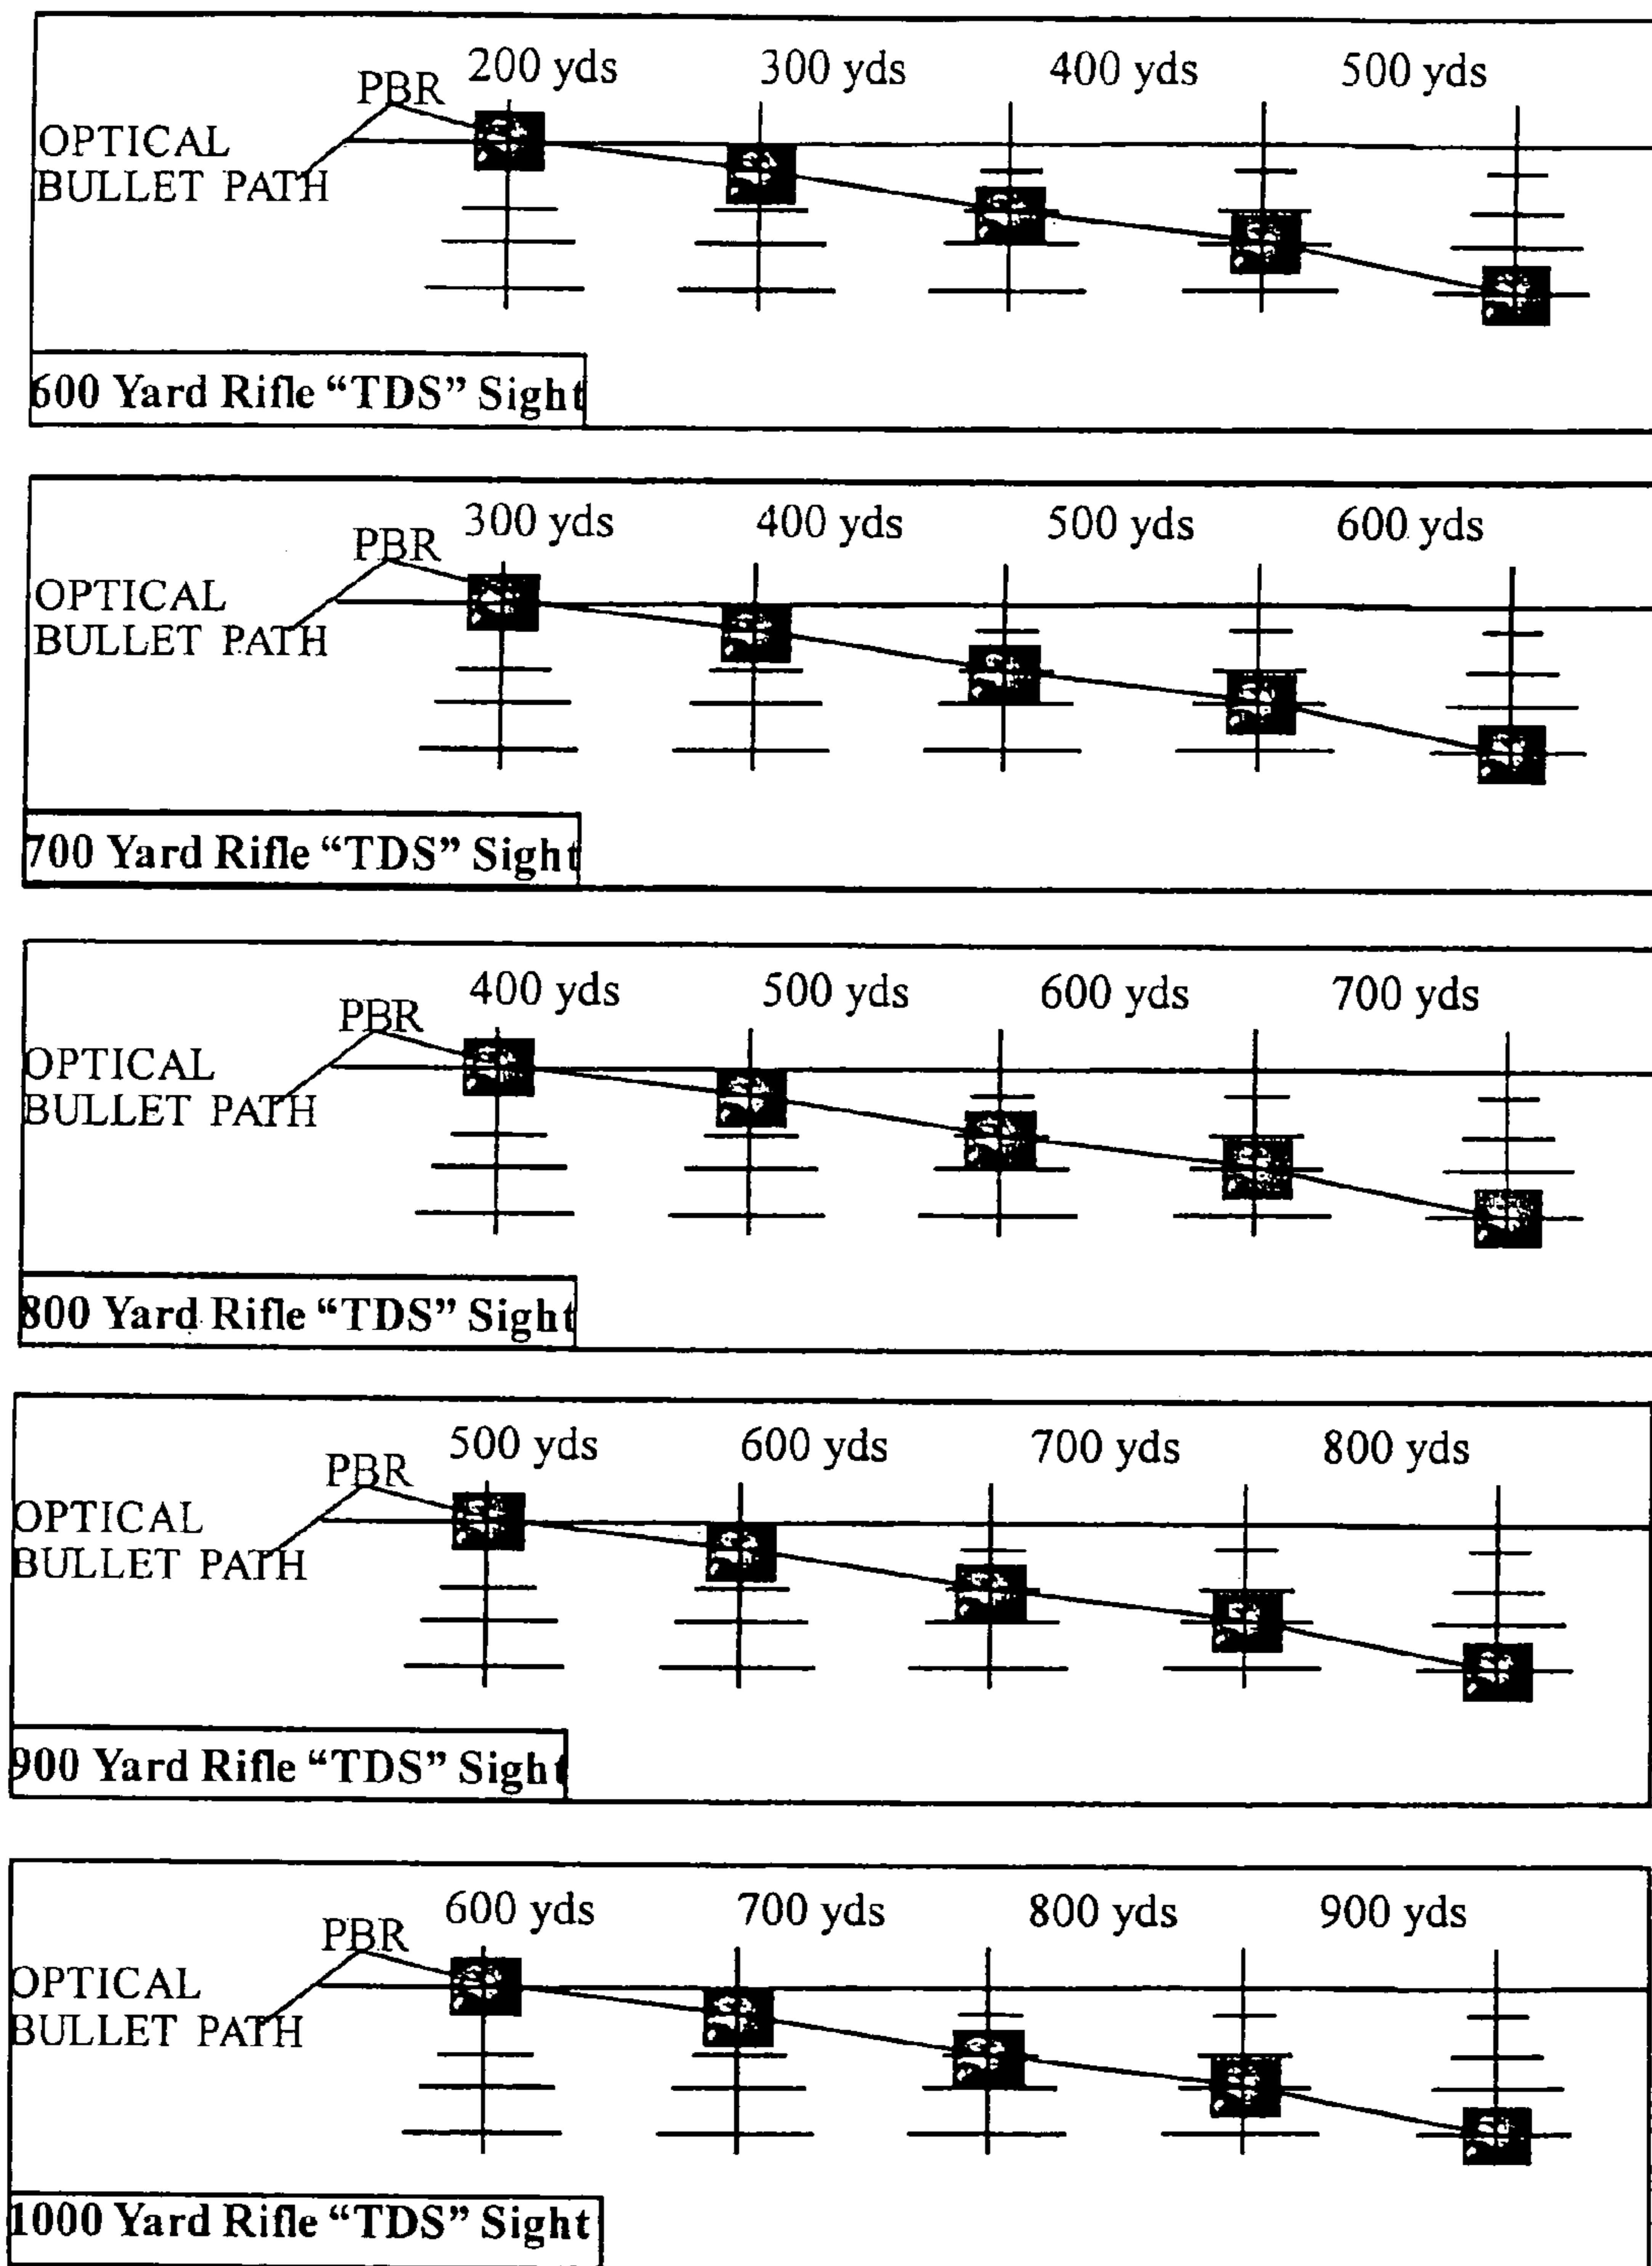 200 yds 300 yds 400 yds 500 yds
PBR
OPTICAL
BULLET PATH
600 Yard Rifle “TDS” Sight
300 yds 400 yds 500 yds 600 yds
PBR
OPTICAL
BULLET PATH
700 Yard Rifle “TDS” Sight
400 yds 500 yds 600 yds 700 yds
PBR
OPTICAL
BULLET PATH
800 Yard Rifle “TDS” Sight
500 yds 600 yds 700 yds 800 yds
PBR
OPTICAL
BULLET PATH
900 Yard Rifle “TDS” Sight
600 yds 700 yds 800 yds 900 yds
PBR
OPTICAL
BULLET PATH
1000 Yard Rifle “TDS” Sight